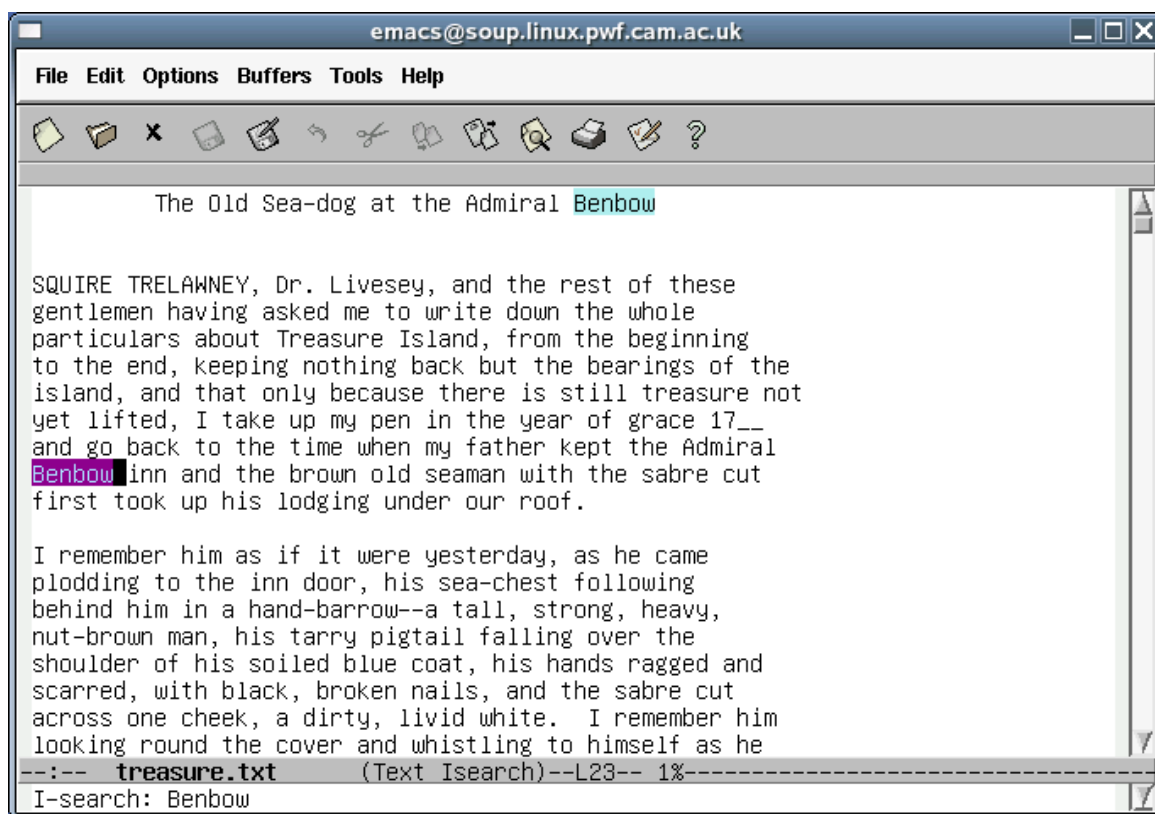 emacs@soup.linux.pwf.cam.ac.uk
File Edit Options Buffers Tools Help
The Old Sea-dog at the Admiral Benbow
SQUIRE TRELAWNEY, Dr. Livesey, and the rest of these
gentlemen having asked me to write down the whole
particulars about Treasure Island, from the beginning
to the end, keeping nothing back but the bearings of the
island, and that only because there is still treasure not
yet lifted, I take up my pen in the year of grace 17__
and go back to the time when my father kept the Admiral
Benbow inn and the brown old seaman with the sabre cut
first took up his lodging under our roof.
I remember him as if it were yesterday, as he came
plodding to the inn door, his sea-chest following
behind him in a hand-barrow--a tall, strong, heavy,
nut-brown man, his tarry pigtail falling over the
shoulder of his soiled blue coat, his hands ragged and
scarred, with black, broken nails, and the sabre cut
across one cheek, a dirty, livid white.  I remember him
looking round the cover and whistling to himself as he
--:--  treasure.txt      (Text Isearch)--L23-- 1%-----------------------------------
I-search: Benbow